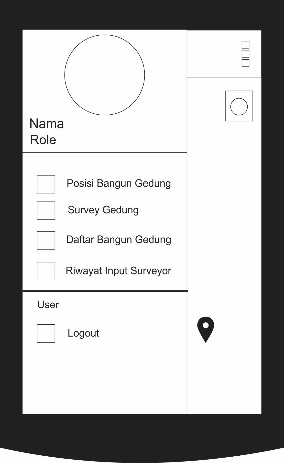 Nama
Role
Posisi Bangun Gedung
Survey Gedung
Daftar Bangun Gedung
Riwayat Input Surveyor
User
Logout